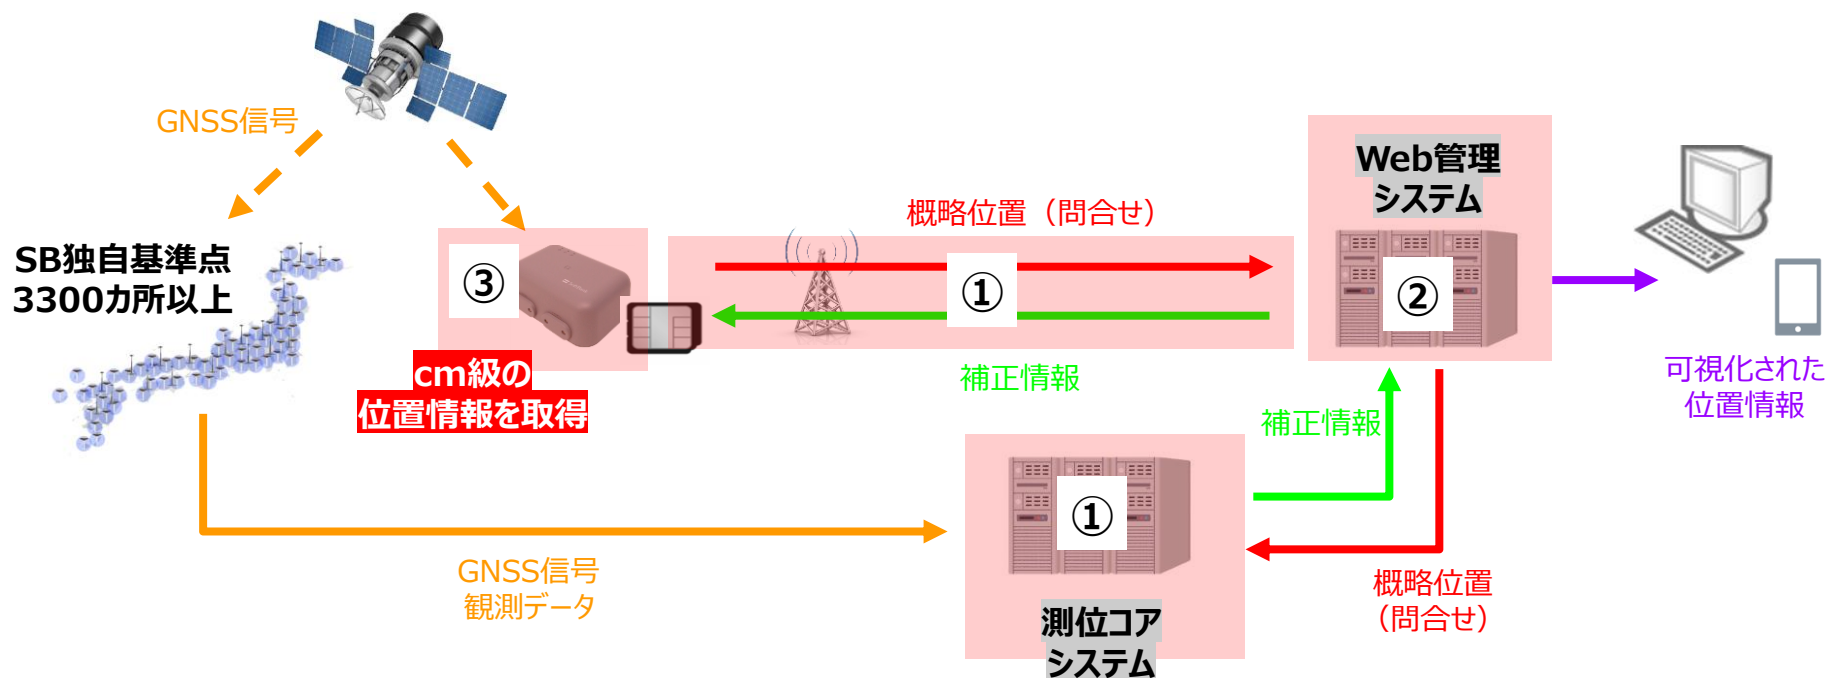 GNSS信号
SB独自基準点
3300カ所以上
③
cm級の
位置情報を取得
概略位置（問合せ）
①
補正情報
Web管理
システム
②
可視化された
位置情報
補正情報
概略位置
（問合せ）
①
測位コア
システム
GNSS信号
観測データ